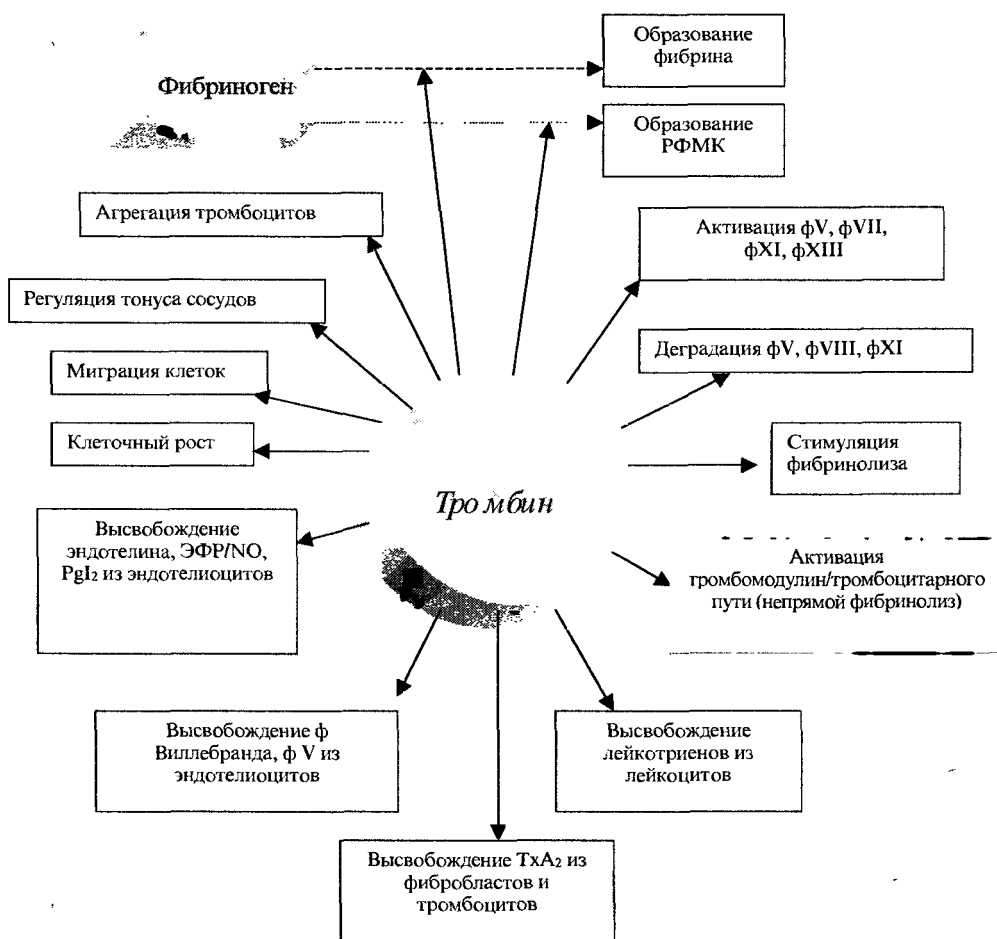 Образование
фибрина
Фибриноген
Образование
РФМК
Агрегация тромбоцитов
Активация фV, фVII,
фXI, фXIII
Регуляция тонуса сосудов
Деградация фV, фVIII, фXI
Миграция клеток
Клеточный рост
Стимуляция
фибринолиза
Тромбин
Высвобождение
эндотелина, ЭФР/NO,
PgI₂ из эндотелиоцитов
Активация
тромбомодулин/тромбоцитарного
пути (непрямой фибринолиз)
Высвобождение ф
Виллебранда, ф V из
эндотелиоцитов
Высвобождение
лейкотриенов из
лейкоцитов
Высвобождение TxA₂ из
фибробластов и
тромбоцитов